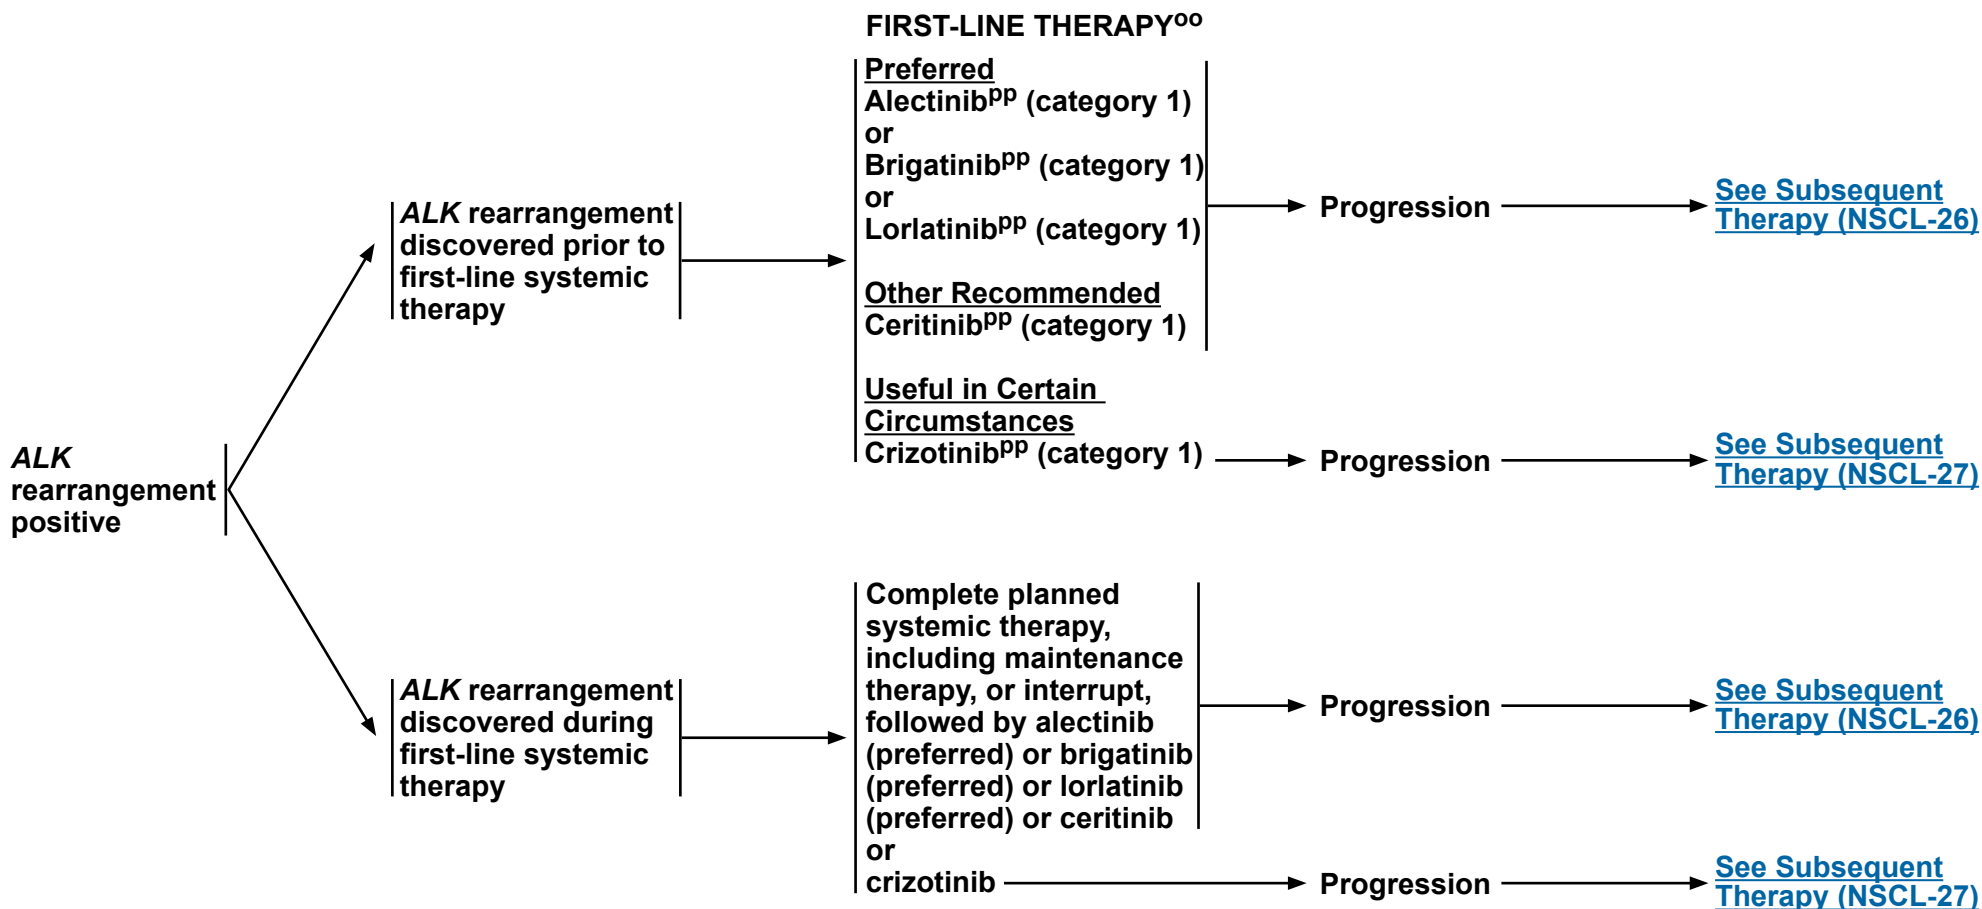 FIRST-LINE THERAPYoo
Preferred
Alectinibpp (category 1)
or
Brigatinibpp (category 1)
or
Lorlatinibpp (category 1)
Other Recommended
Ceritinibpp (category 1)
Useful in Certain
Circumstances
Crizotinibpp (category 1)
ALK rearrangement
discovered prior to
first-line systemic
therapy
Progression
See Subsequent
Therapy (NSCL-26)
Progression
See Subsequent
Therapy (NSCL-27)
ALK
rearrangement
positive
ALK rearrangement
discovered during
first-line systemic
therapy
Complete planned
systemic therapy,
including maintenance
therapy, or interrupt,
followed by alectinib
(preferred) or brigatinib
(preferred) or lorlatinib
(preferred) or ceritinib
or
crizotinib
Progression
See Subsequent
Therapy (NSCL-26)
Progression
See Subsequent
Therapy (NSCL-27)